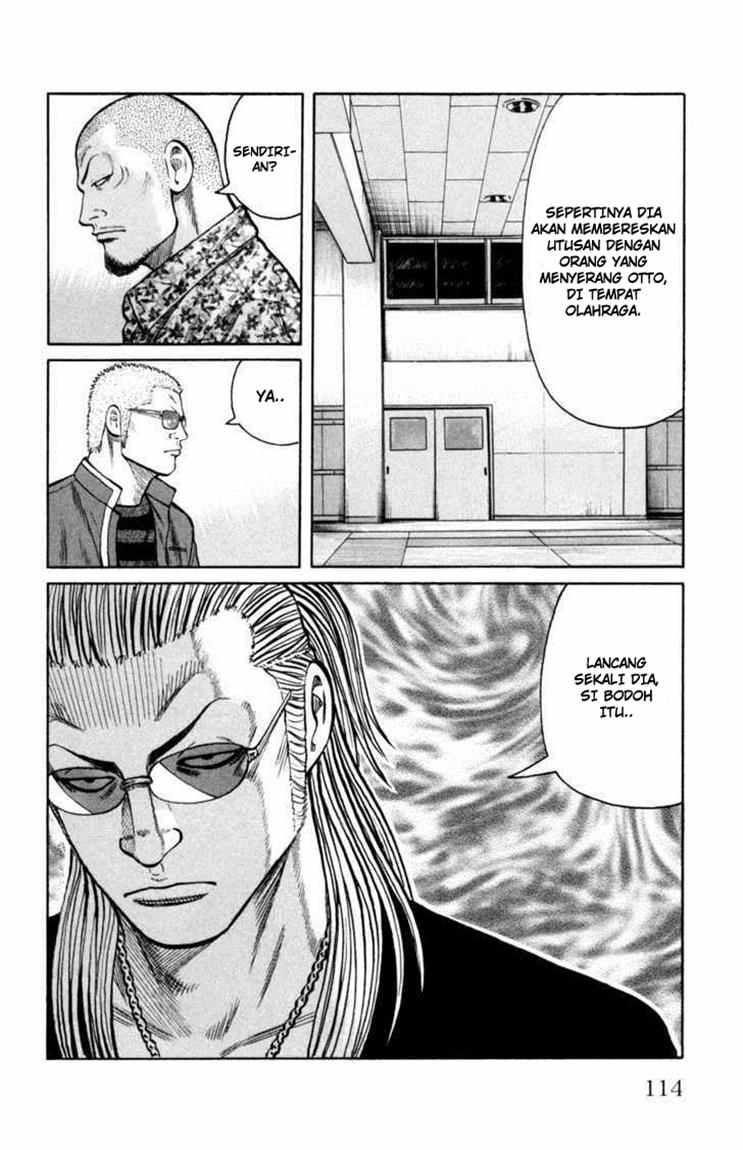 SEPERTINYA DIA
AKAN MEMBERESKAN
UTUSAN DENGAN
ORANG YANG
MENYERANG OTTO,
DI TEMPAT
OLAHRAGA.
SENDIRI-
AN?
YA..
LANCANG
SEKALI DIA,
SI BODOH
ITU..
114